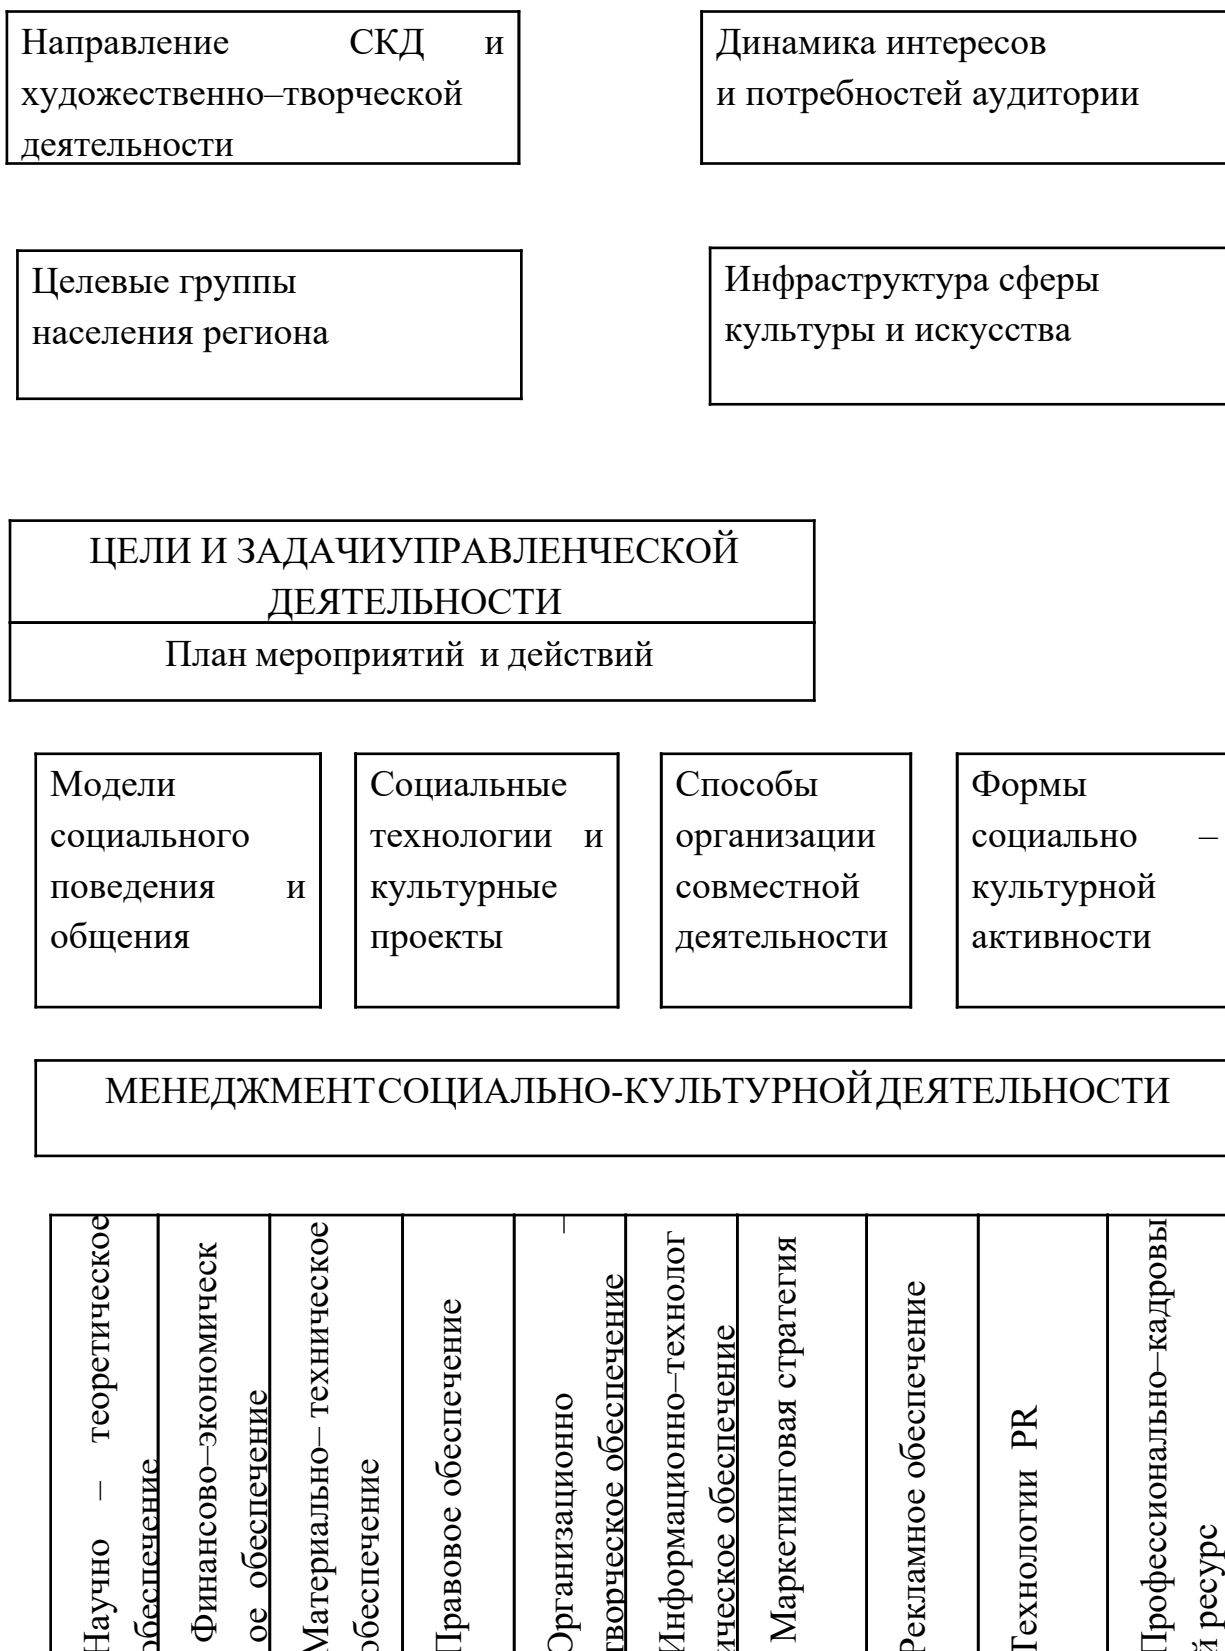 Направление СКД и
художественно–творческой
деятельности
Динамика интересов
и потребностей аудитории
Целевые группы
населения региона
Инфраструктура сферы
культуры и искусства
ЦЕЛИ И ЗАДАЧИУПРАВЛЕНЧЕСКОЙ
ДЕЯТЕЛЬНОСТИ
План мероприятий и действий
Модели
социального
поведения и
общения
Социальные
технологии и
культурные
проекты
Способы
организации
совместной
деятельности
Формы
социально –
культурной
активности
МЕНЕДЖМЕНТСОЦИАЛЬНО-КУЛЬТУРНОЙДЕЯТЕЛЬНОСТИ
Научно – теоретическое
обеспечение
Финансово–экономическ
ое обеспечение
Материально– техническое
обеспечение
Правовое обеспечение
Организационно –
творческое обеспечение
Информационно–технолог
ическое обеспечение
Маркетинговая стратегия
Рекламное обеспечение
Технологии PR
Профессионально–кадровы
й ресурс